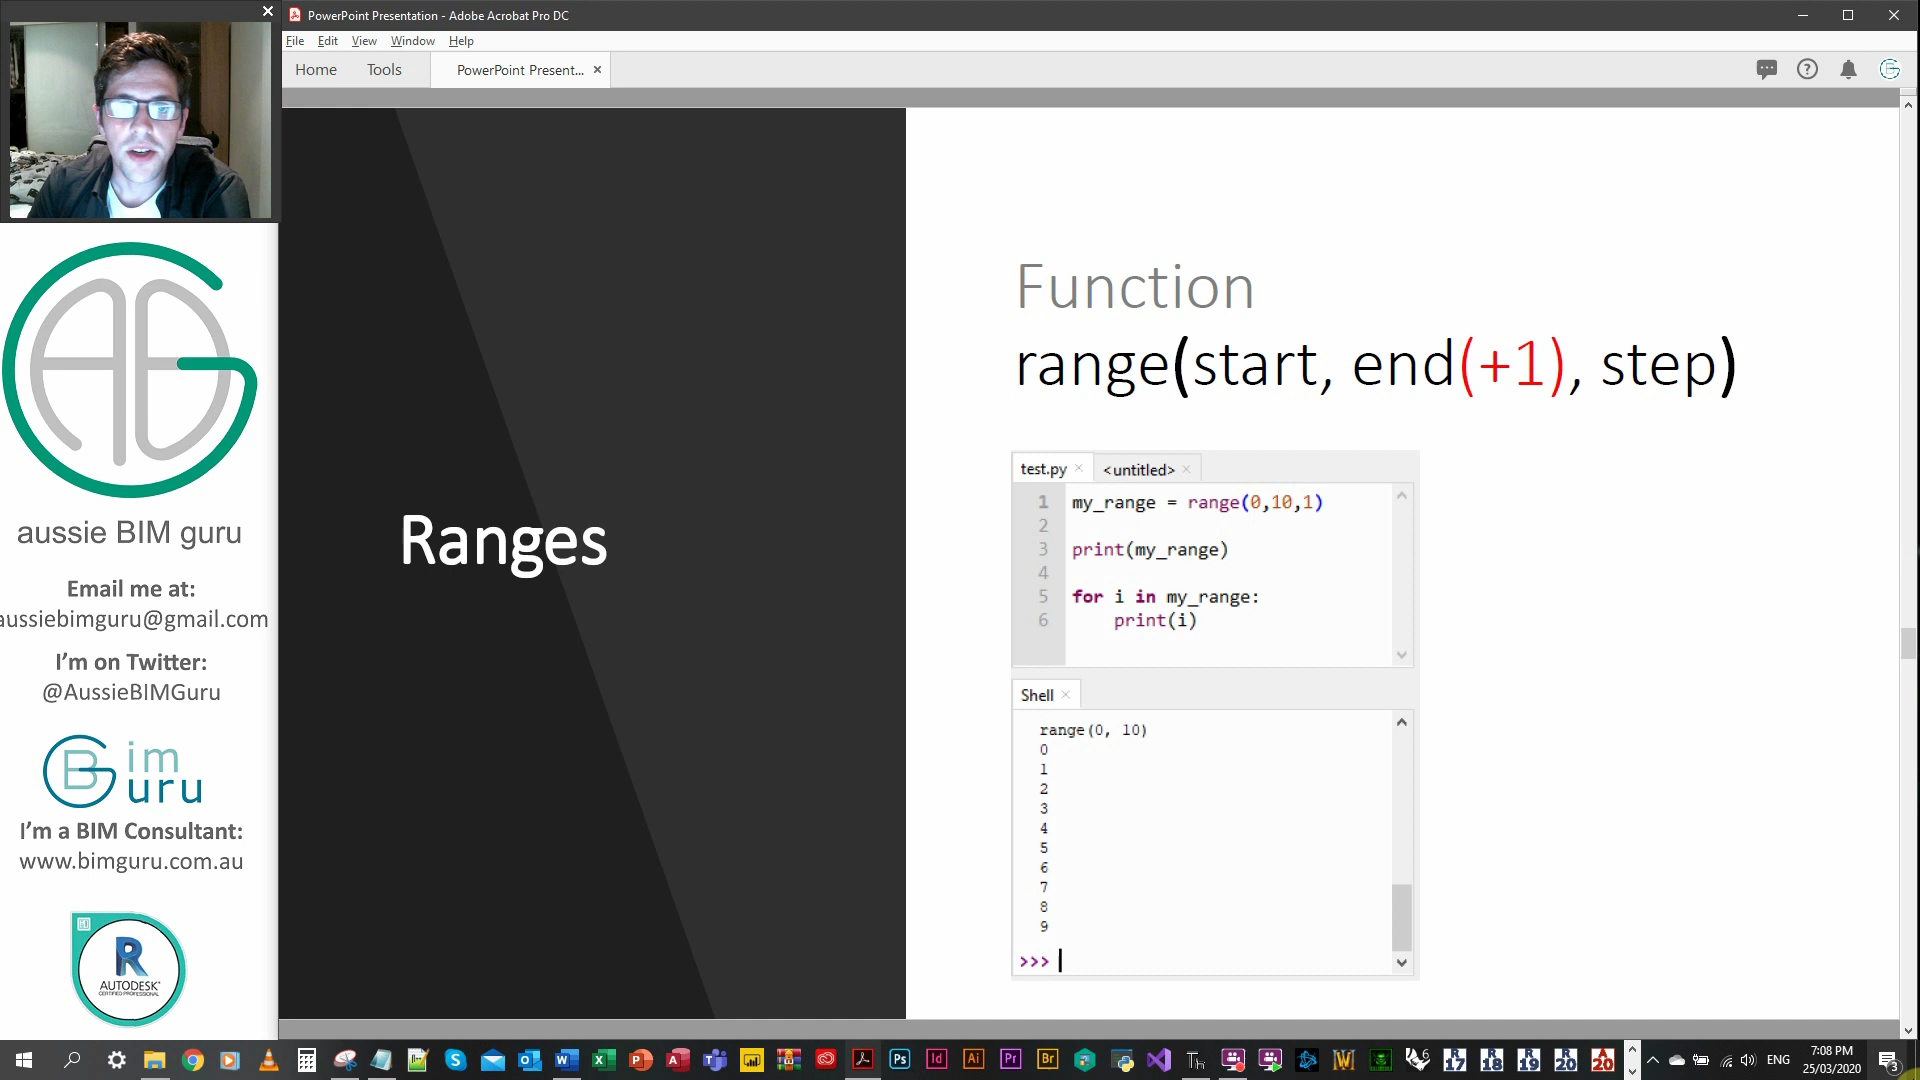 PowerPoint Presentation - Adobe Acrobat Pro DC
File Edit View Window Help
Home Tools PowerPoint Present...
aussie BIM guru
Email me at:
aussiebimguru@gmail.com
I'm on Twitter:
@AussieBIMGuru
BG im
uru
I'm a BIM Consultant:
www.bimguru.com.au
R
AUTODESK
CERTIFIED PROFESSIONAL
Ranges
Function
range(start, end(+1), step)
test.py <untitled>
1 my_range = range(0,10,1)
2
3 print(my_range)
4
5 for i in my_range:
6 print(i)
Shell
range(0, 10)
0
1
2
3
4
5
6
7
8
9
>>>
ENG
7:08 PM
25/03/2020
3